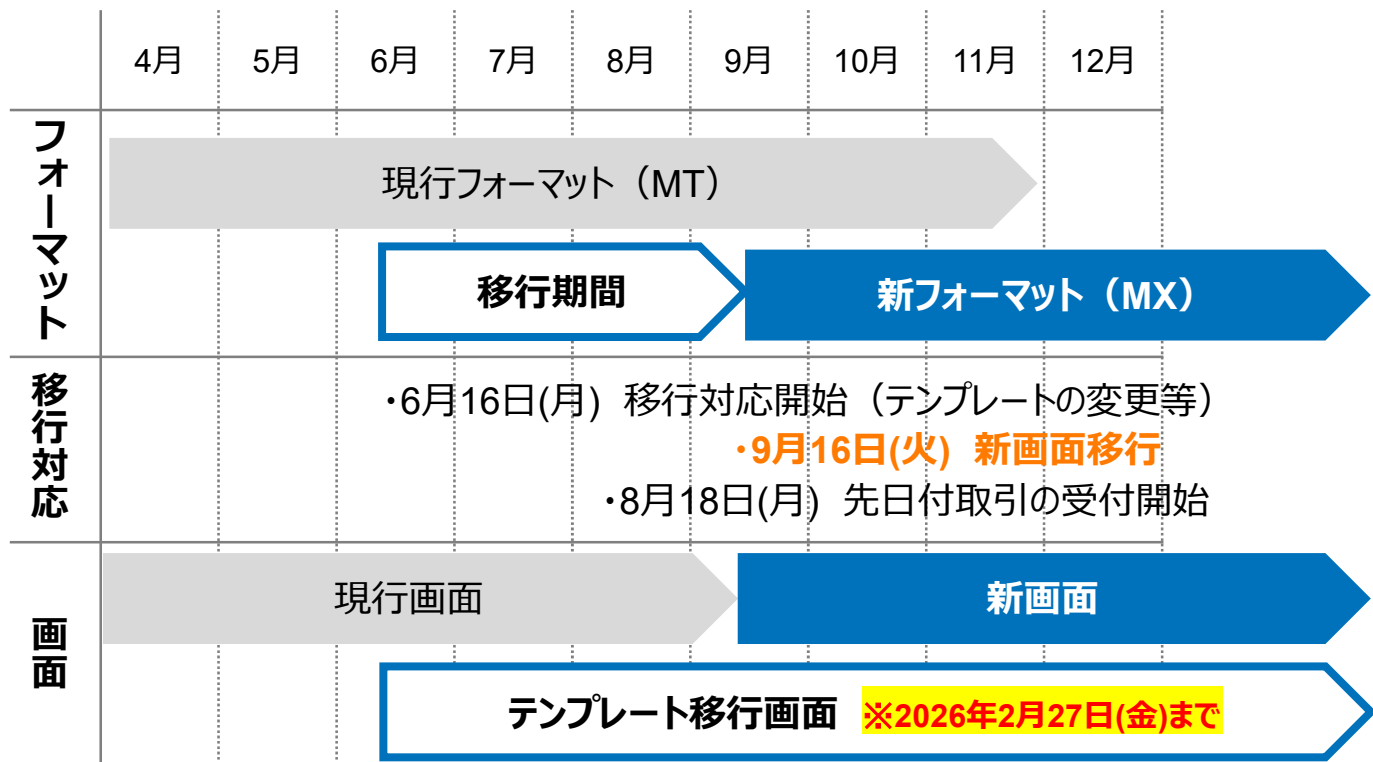 4月 5月 6月 7月 8月 9月 10月 11月 12月
フォーマット
現行フォーマット（MT）
移行期間
新フォーマット（MX）
移行対応
・6月16日(月) 移行対応開始（テンプレートの変更等）
・9月16日(火) 新画面移行
・8月18日(月) 先日付取引の受付開始
画面
現行画面
新画面
テンプレート移行画面 ※2026年2月27日(金)まで